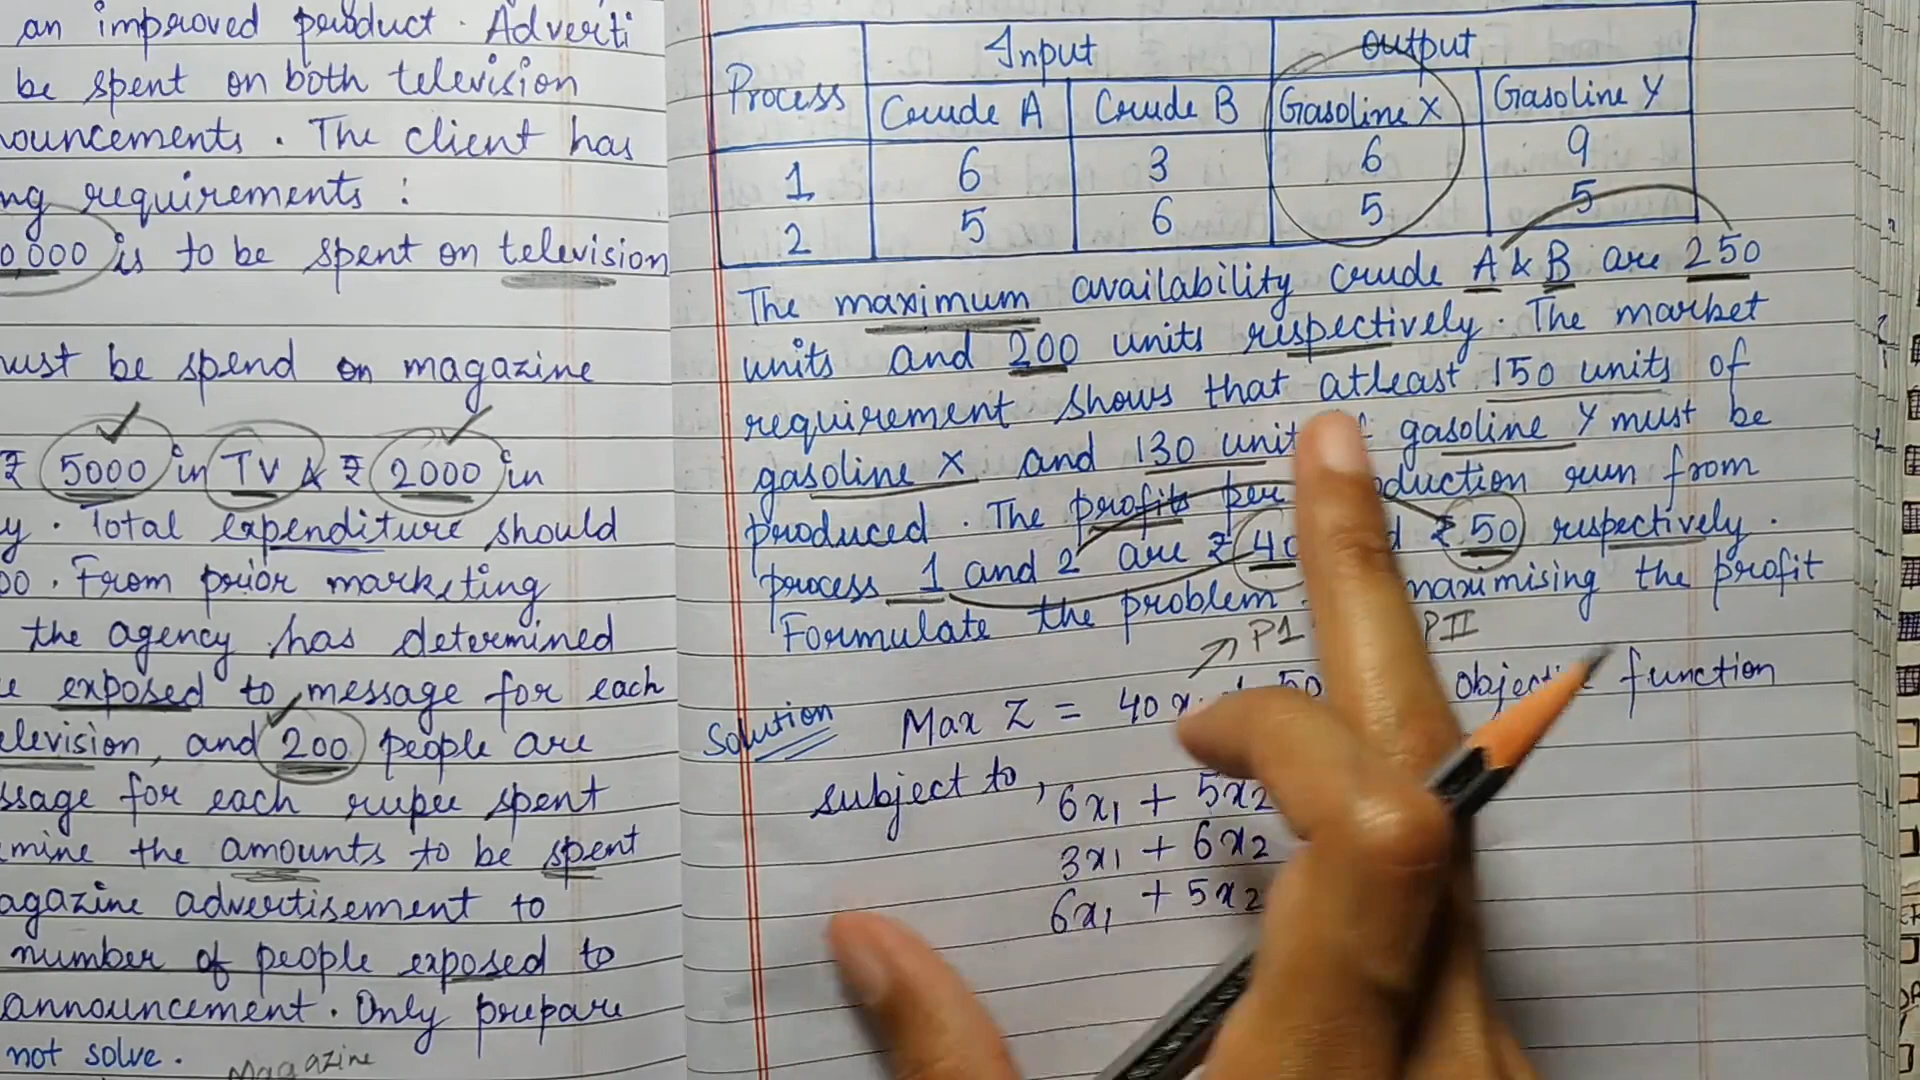 an improved product. Adverti
be spent on both television
nouncements. The client has
ng requirements :
0,000 is to be spent on television
ust be spend on magazine
₹ 5000 in TV & ₹ 2000 in
y. Total expenditure should
00. From prior marketing
the agency has determined
e exposed to message for each
elevision, and 200 people are
ssage for each rupee spent
mine the amounts to be spent
agazine advertisement to
number of people exposed to
announcement. Only prepare
not solve.
Magazine
Process Input Output
Crude A Crude B Gasoline X Gasoline Y
1 6 3 6 9
2 5 6 5 5
The maximum availability crude A & B are 250
units and 200 units respectively. The market
requirement shows that atleast 150 units of
gasoline X and 130 unit gasoline Y must be
produced. The profits per oduction run from
process 1 and 2 are ₹ 40 ₹ 50 respectively.
Formulate the problem maximising the profit
P1 PII
Solution Max Z = 40x + 50 objecti function
subject to, 6x1 + 5x2
3x1 + 6x2
6x1 + 5x2